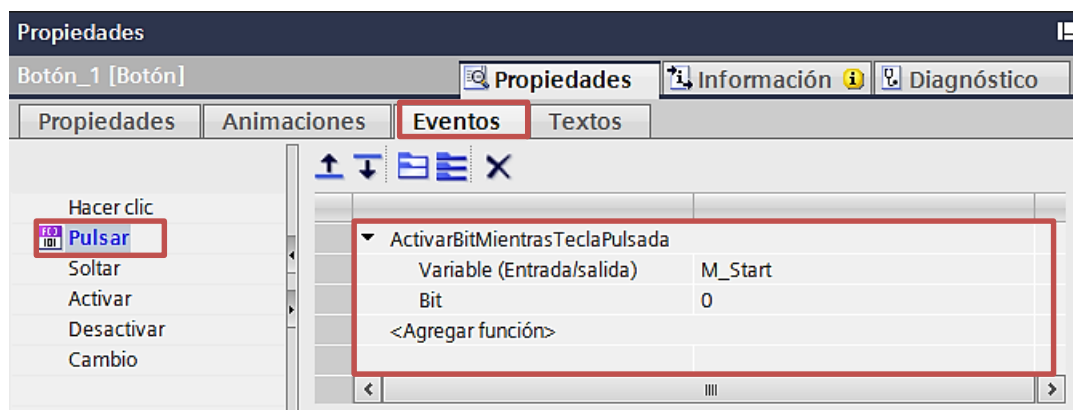 Propiedades
Botón_1 [Botón]
Propiedades Información Diagnóstico
Propiedades Animaciones Eventos Textos
Hacer clic
Pulsar
Soltar
Activar
Desactivar
Cambio
ActivarBitMientrasTeclaPulsada
Variable (Entrada/salida) M_Start
Bit 0
<Agregar función>